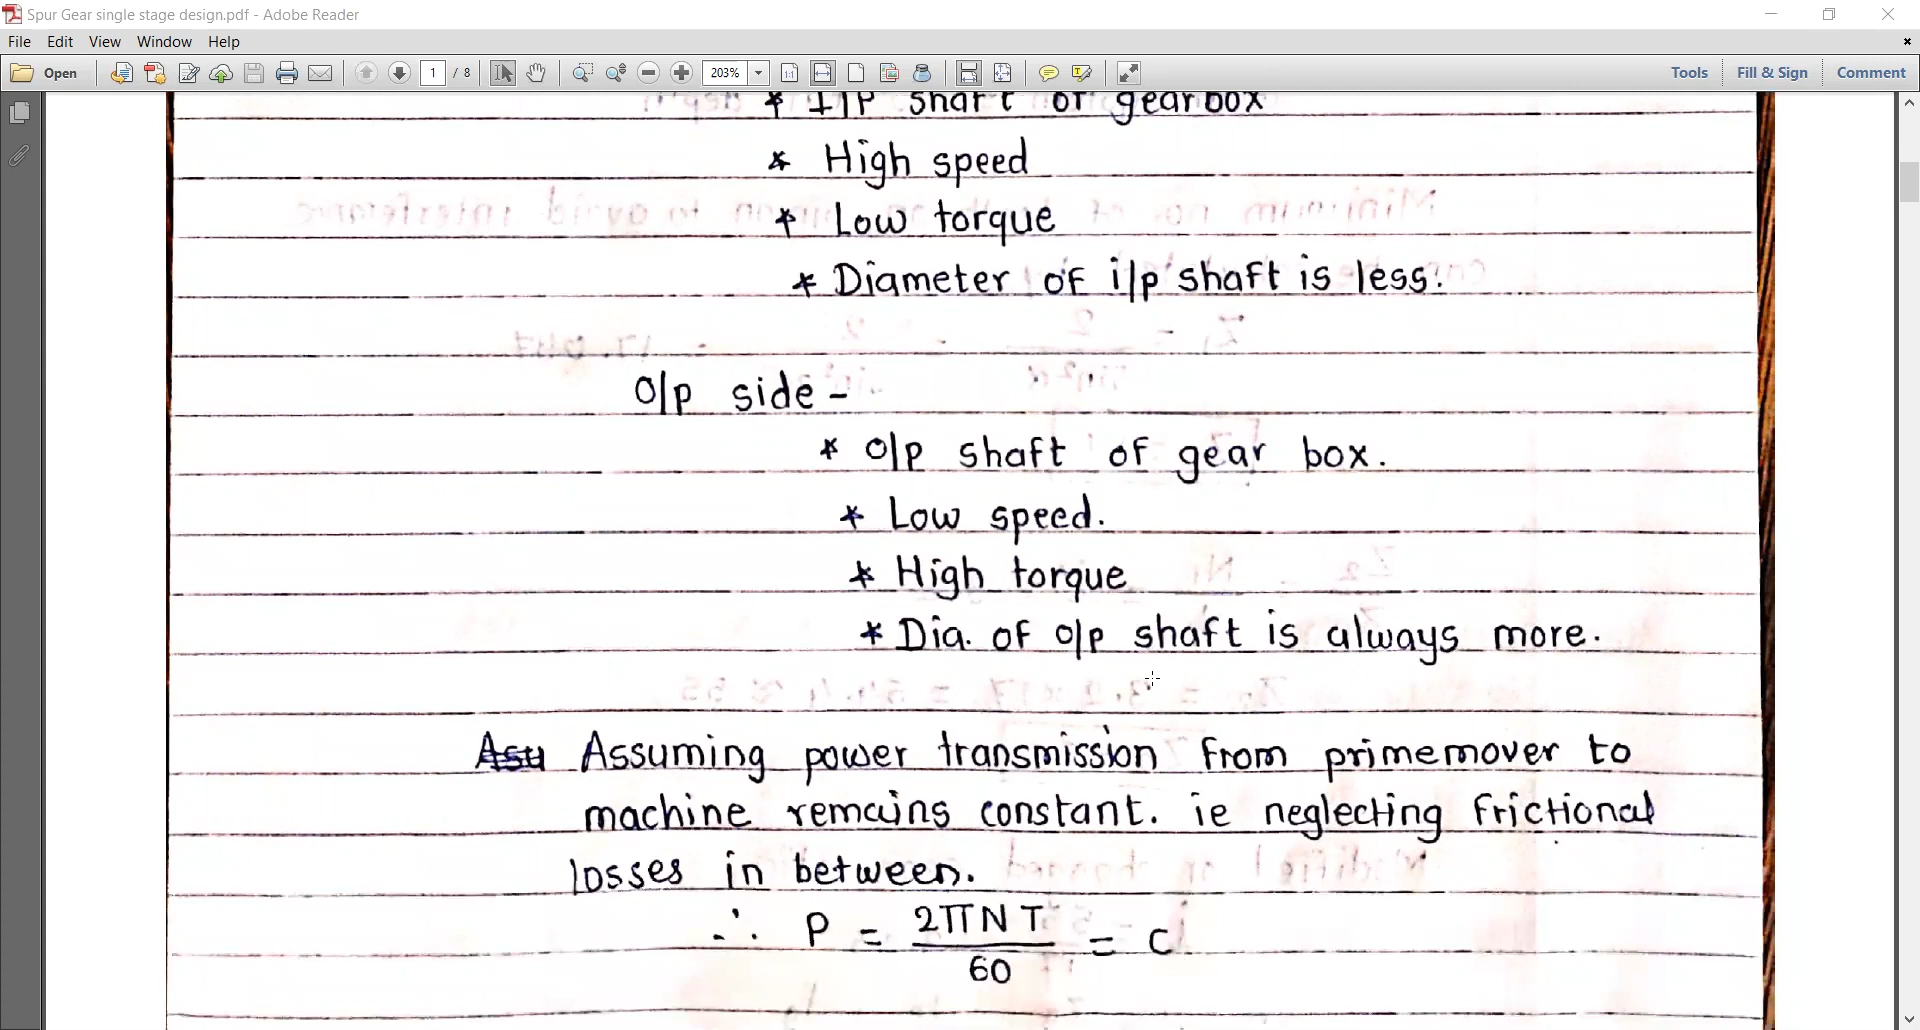 Spur Gear single stage design.pdf - Adobe Reader
File Edit View Window Help
Open 1 / 8 203% Tools Fill & Sign Comment
* I/P shaft of gearbox
* High speed
* Low torque
* Diameter of i/p shaft is less.
O/p side -
* O/p shaft of gear box.
* Low speed.
* High torque
* Dia. of o/p shaft is always more.
Assuming power transmission from primemover to
machine remains constant. ie neglecting frictional
losses in between.
∴ P = 2πNT/60 = C